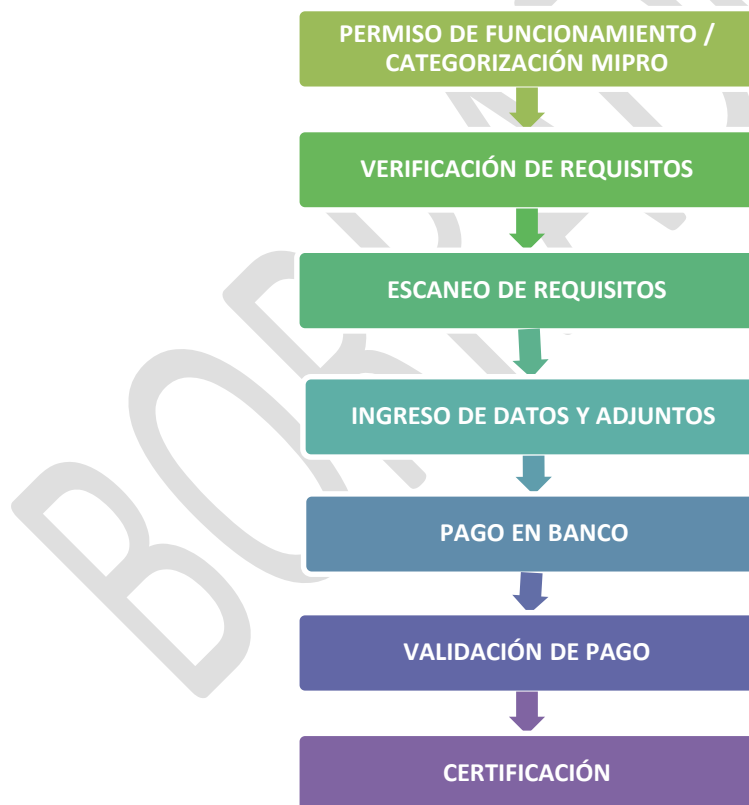 PERMISO DE FUNCIONAMIENTO /
CATEGORIZACIÓN MIPRO
VERIFICACIÓN DE REQUISITOS
ESCANEO DE REQUISITOS
INGRESO DE DATOS Y ADJUNTOS
PAGO EN BANCO
VALIDACIÓN DE PAGO
CERTIFICACIÓN